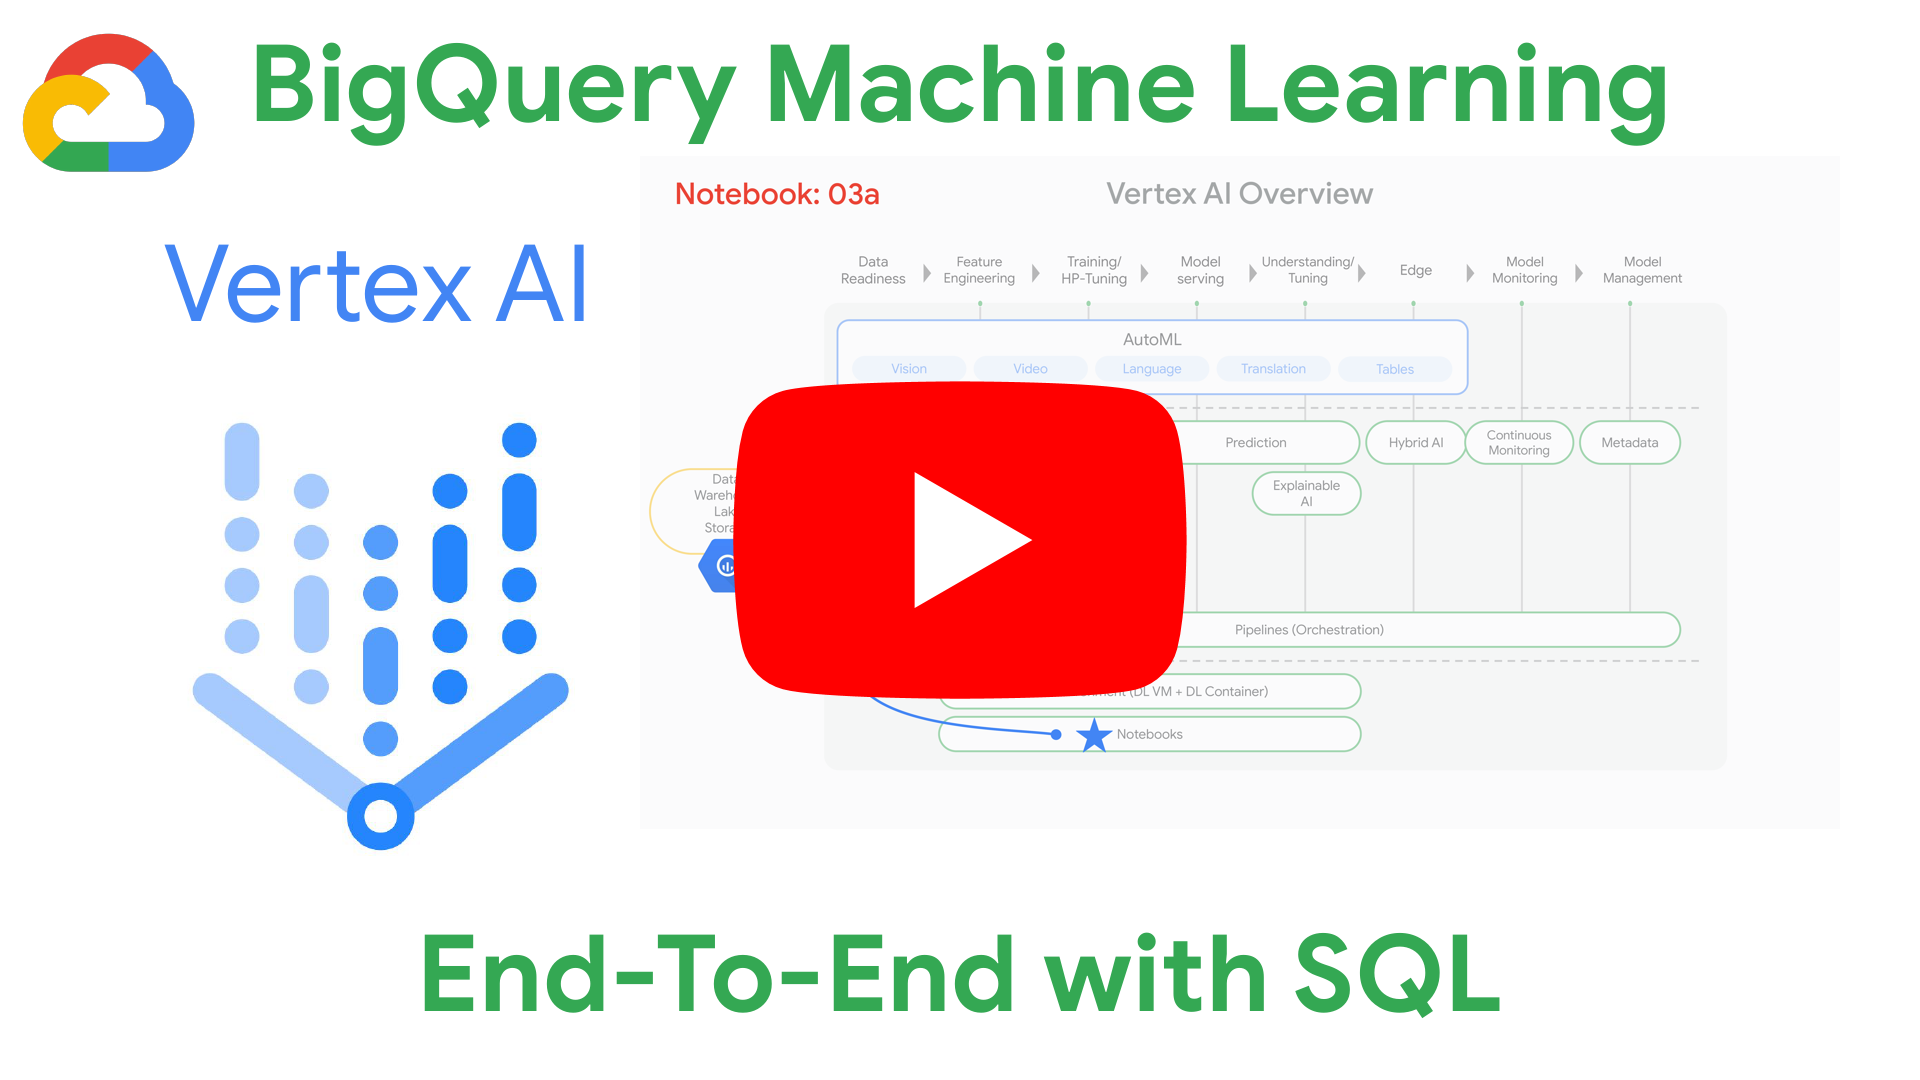 BigQuery Machine Learning
Notebook: 03a
Vertex AI Overview
Vertex AI
Data
Readiness
Feature
Engineering
Training/
HP-Tuning
Model
serving
Understanding/
Tuning
Edge
Model
Monitoring
Model
Management
AutoML
Vision
Video
Language
Translation
Tables
Prediction
Hybrid AI
Continuous
Monitoring
Metadata
Explainable
AI
Data
Pipelines (Orchestration)
(DL VM + DL Container)
Notebooks
End-To-End with SQL